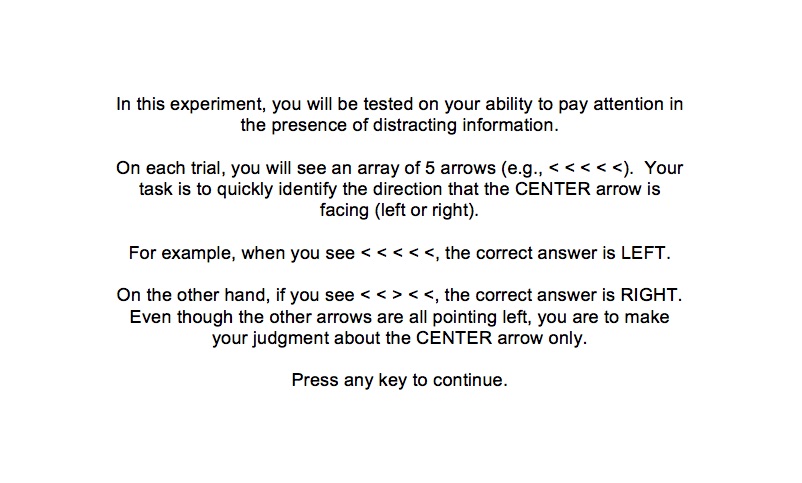 In this experiment, you will be tested on your ability to pay attention in
the presence of distracting information.
On each trial, you will see an array of 5 arrows (e.g., < < < < <).  Your
task is to quickly identify the direction that the CENTER arrow is
facing (left or right).
For example, when you see < < < < <, the correct answer is LEFT.
On the other hand, if you see < < > < <, the correct answer is RIGHT.
Even though the other arrows are all pointing left, you are to make
your judgment about the CENTER arrow only.
Press any key to continue.